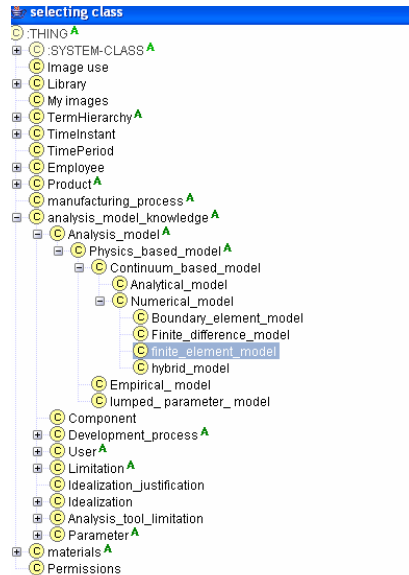 selecting class
C :THING A
C :SYSTEM-CLASS A
C Image use
C Library
C My images
C TermHierarchy A
C TimeInstant
C TimePeriod
C Employee
C Product A
C manufacturing_process A
C analysis_model_knowledge A
C Analysis_model A
C Physics_based_model A
C Continuum_based_model
C Analytical_model
C Numerical_model
C Boundary_element_model
C Finite_difference_model
C finite_element_model
C hybrid_model
C Empirical_ model
C lumped_ parameter_ model
C Component
C Development_process A
C User A
C Limitation A
C Idealization_justification
C Idealization
C Analysis_tool_limitation
C Parameter A
C materials A
C Permissions